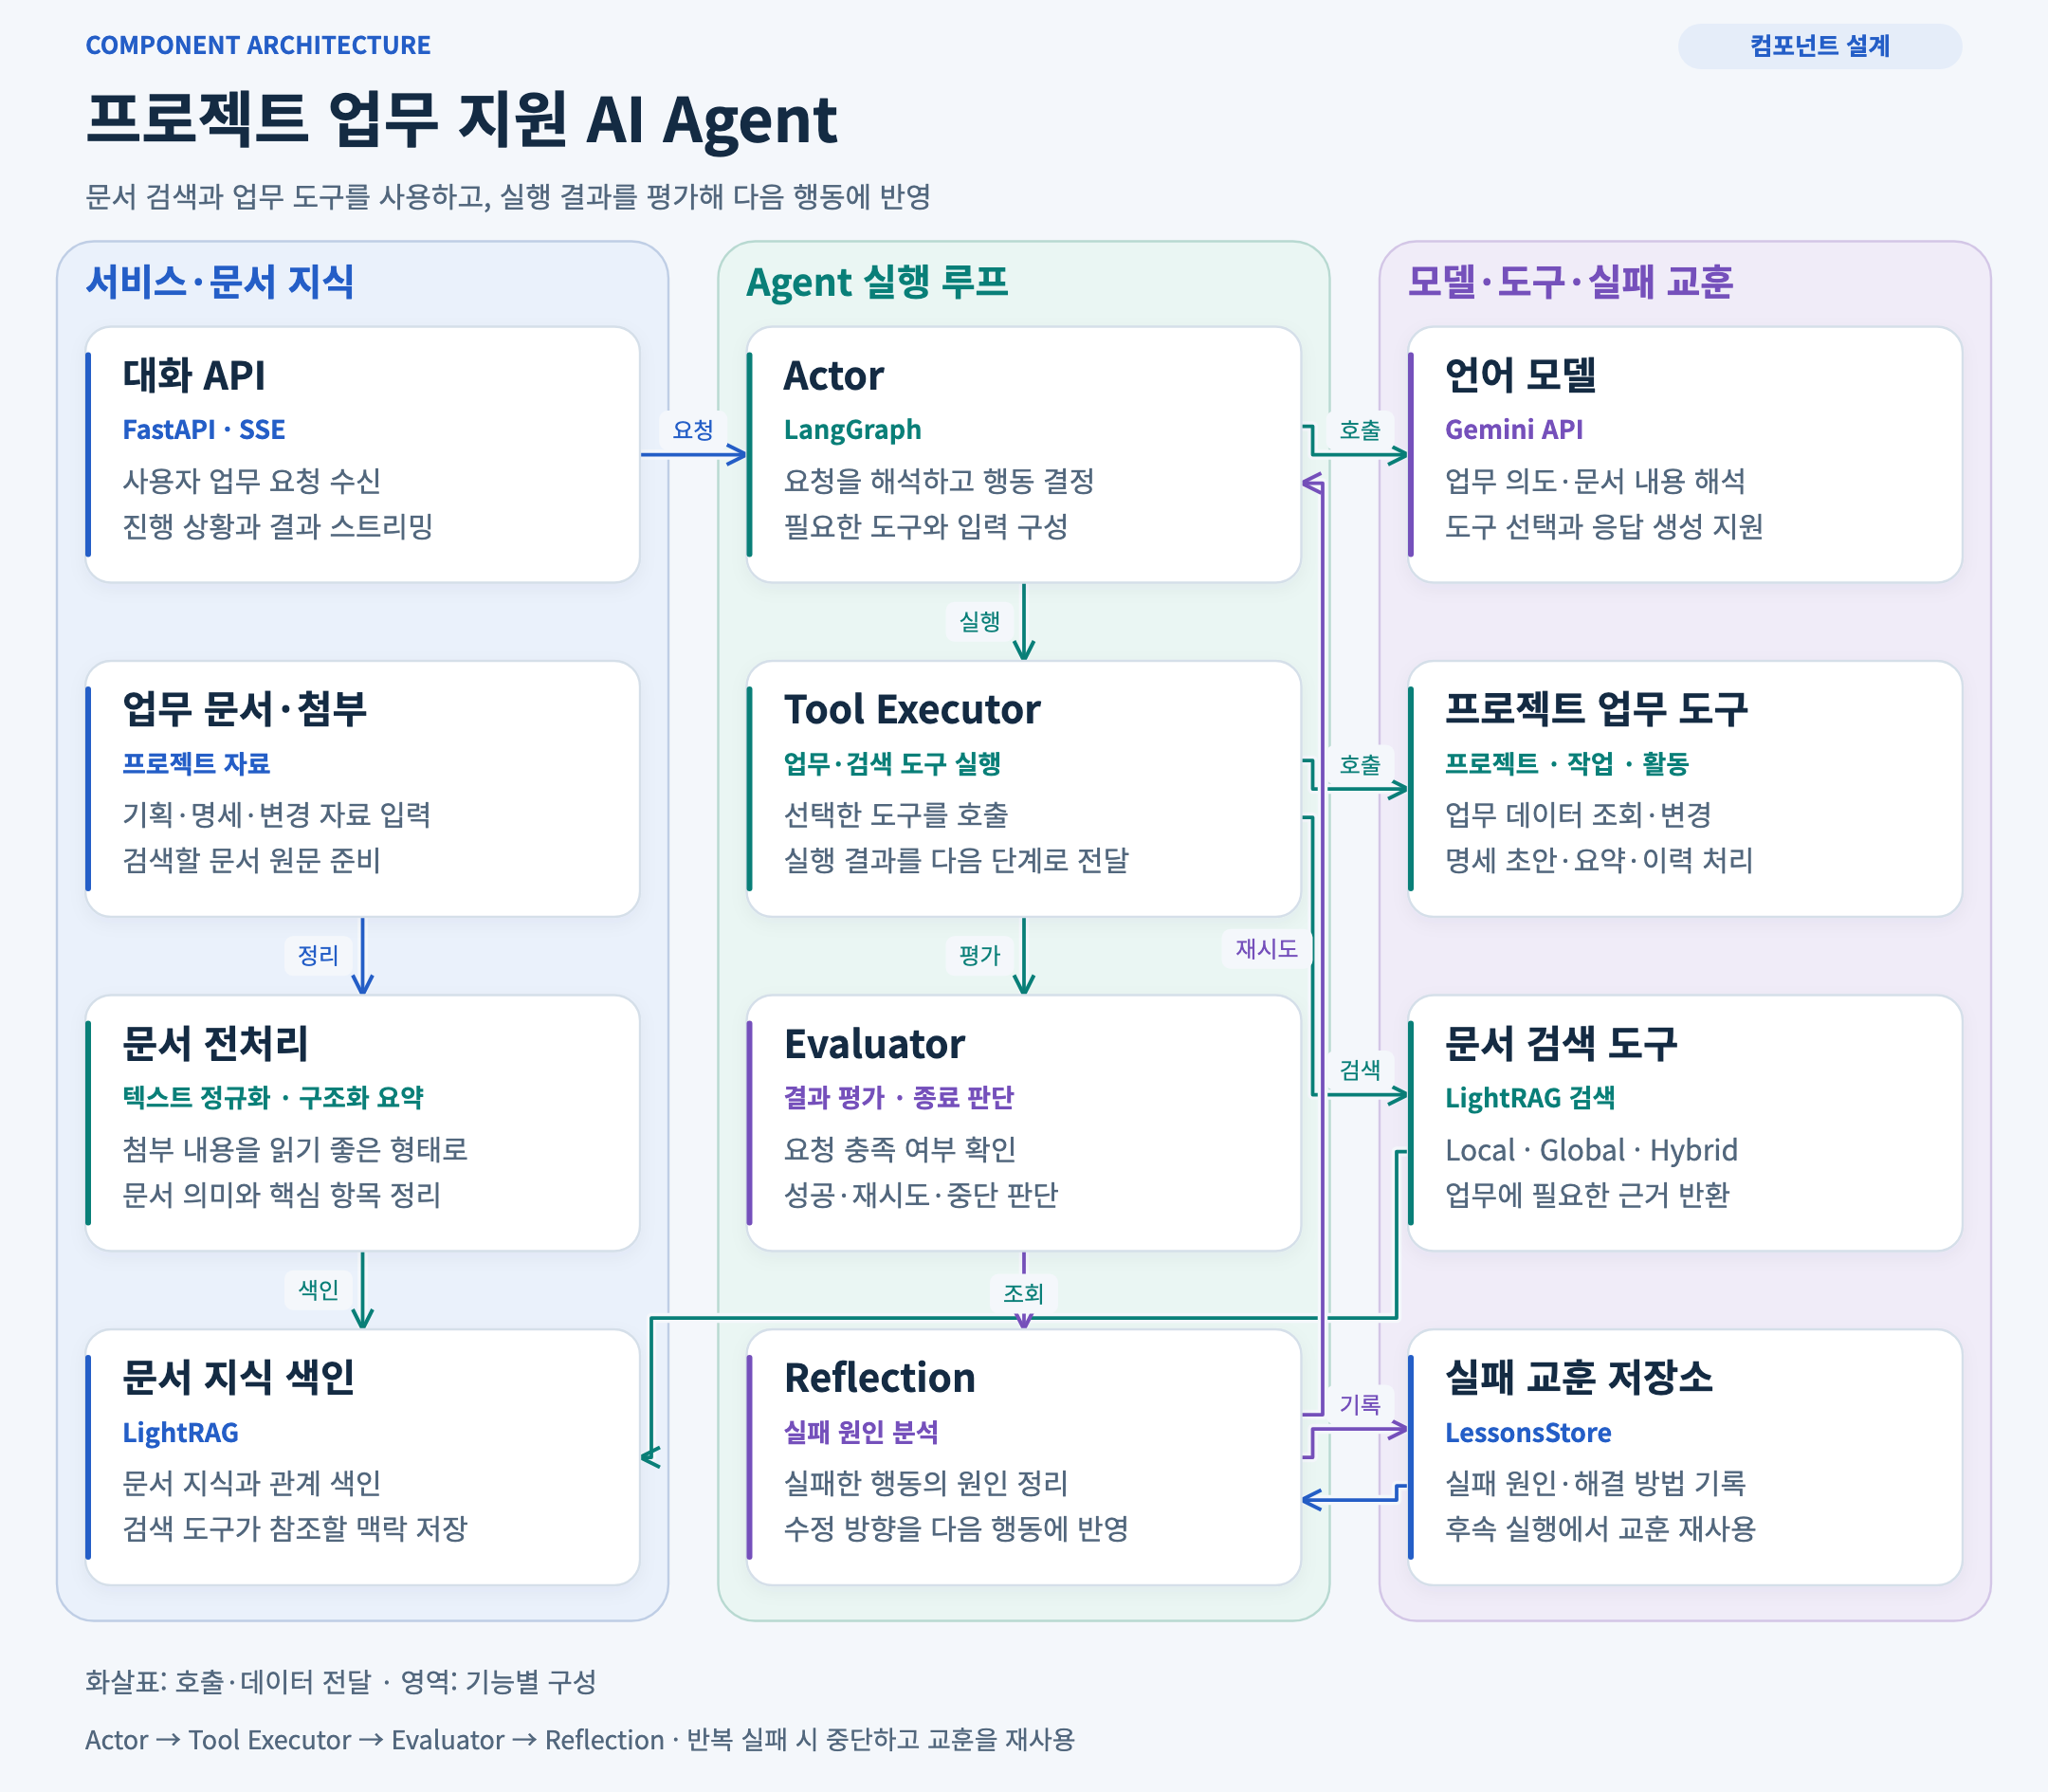 COMPONENT ARCHITECTURE
컴포넌트 설계
프로젝트 업무 지원 AI Agent
문서 검색과 업무 도구를 사용하고, 실행 결과를 평가해 다음 행동에 반영
서비스·문서 지식
대화 API
FastAPI · SSE
사용자 업무 요청 수신
진행 상황과 결과 스트리밍
요청
업무 문서·첨부
프로젝트 자료
기획·명세·변경 자료 입력
검색할 문서 원문 준비
정리
문서 전처리
텍스트 정규화 · 구조화 요약
첨부 내용을 읽기 좋은 형태로
문서 의미와 핵심 항목 정리
색인
문서 지식 색인
LightRAG
문서 지식과 관계 색인
검색 도구가 참조할 맥락 저장
Agent 실행 루프
Actor
LangGraph
요청을 해석하고 행동 결정
필요한 도구와 입력 구성
호출
실행
Tool Executor
업무·검색 도구 실행
선택한 도구를 호출
실행 결과를 다음 단계로 전달
호출
평가
재시도
Evaluator
결과 평가 · 종료 판단
요청 충족 여부 확인
성공·재시도·중단 판단
검색
조회
Reflection
실패 원인 분석
실패한 행동의 원인 정리
수정 방향을 다음 행동에 반영
기록
모델·도구·실패 교훈
언어 모델
Gemini API
업무 의도·문서 내용 해석
도구 선택과 응답 생성 지원
프로젝트 업무 도구
프로젝트 · 작업 · 활동
업무 데이터 조회·변경
명세 초안·요약·이력 처리
문서 검색 도구
LightRAG 검색
Local · Global · Hybrid
업무에 필요한 근거 반환
실패 교훈 저장소
LessonsStore
실패 원인·해결 방법 기록
후속 실행에서 교훈 재사용
화살표: 호출·데이터 전달 · 영역: 기능별 구성
Actor → Tool Executor → Evaluator → Reflection · 반복 실패 시 중단하고 교훈을 재사용